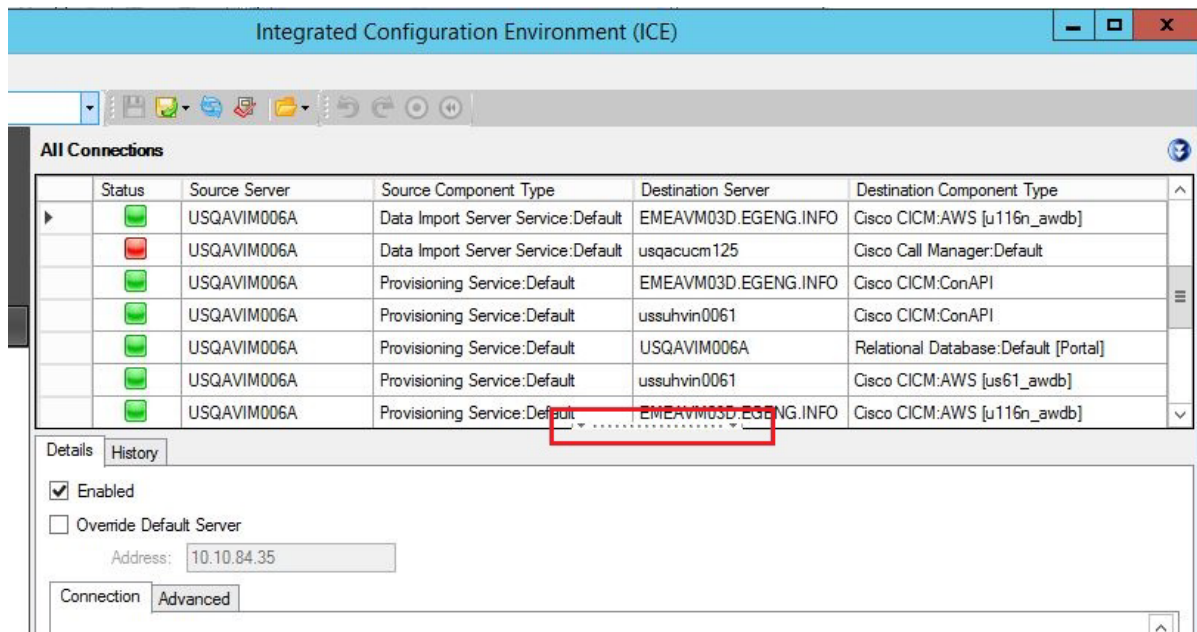 Integrated Configuration Environment (ICE)
All Connections
Status Source Server Source Component Type Destination Server Destination Component Type
USQAVIM006A Data Import Server Service:Default EMEAVM03D.EGENG.INFO Cisco CICM:AWS [u116n_awdb]
USQAVIM006A Data Import Server Service:Default usqacucm125 Cisco Call Manager:Default
USQAVIM006A Provisioning Service:Default EMEAVM03D.EGENG.INFO Cisco CICM:ConAPI
USQAVIM006A Provisioning Service:Default ussuhvin0061 Cisco CICM:ConAPI
USQAVIM006A Provisioning Service:Default USQAVIM006A Relational Database:Default [Portal]
USQAVIM006A Provisioning Service:Default ussuhvin0061 Cisco CICM:AWS [us61_awdb]
USQAVIM006A Provisioning Service:Default EMEAVM03D.EGENG.INFO Cisco CICM:AWS [u116n_awdb]
Details History
Enabled
Override Default Server
Address: 10.10.84.35
Connection Advanced